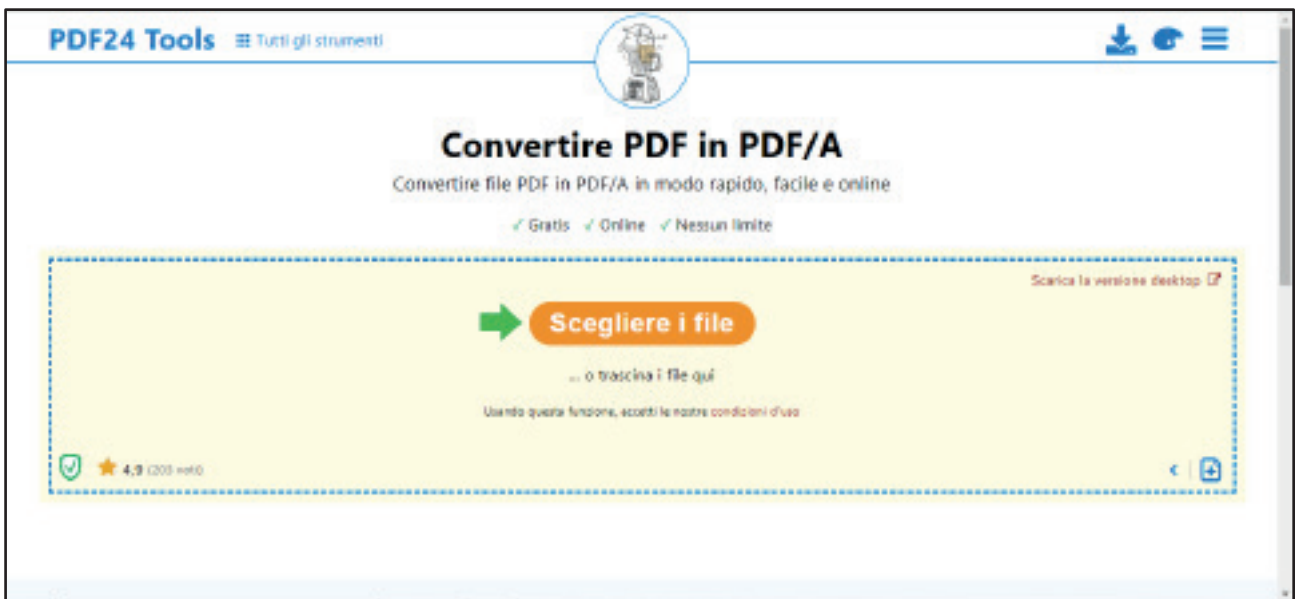 PDF24 Tools Tutti gli strumenti
Convertire PDF in PDF/A
Convertire file PDF in PDF/A in modo rapido, facile e online
✓ Gratis ✓ Online ✓ Nessun limite
Scarica la versione desktop
Scegliere i file
... o trascina i file qui
Usando questa funzione, accetti le nostre condizioni d'uso
4,9 (203 voti)